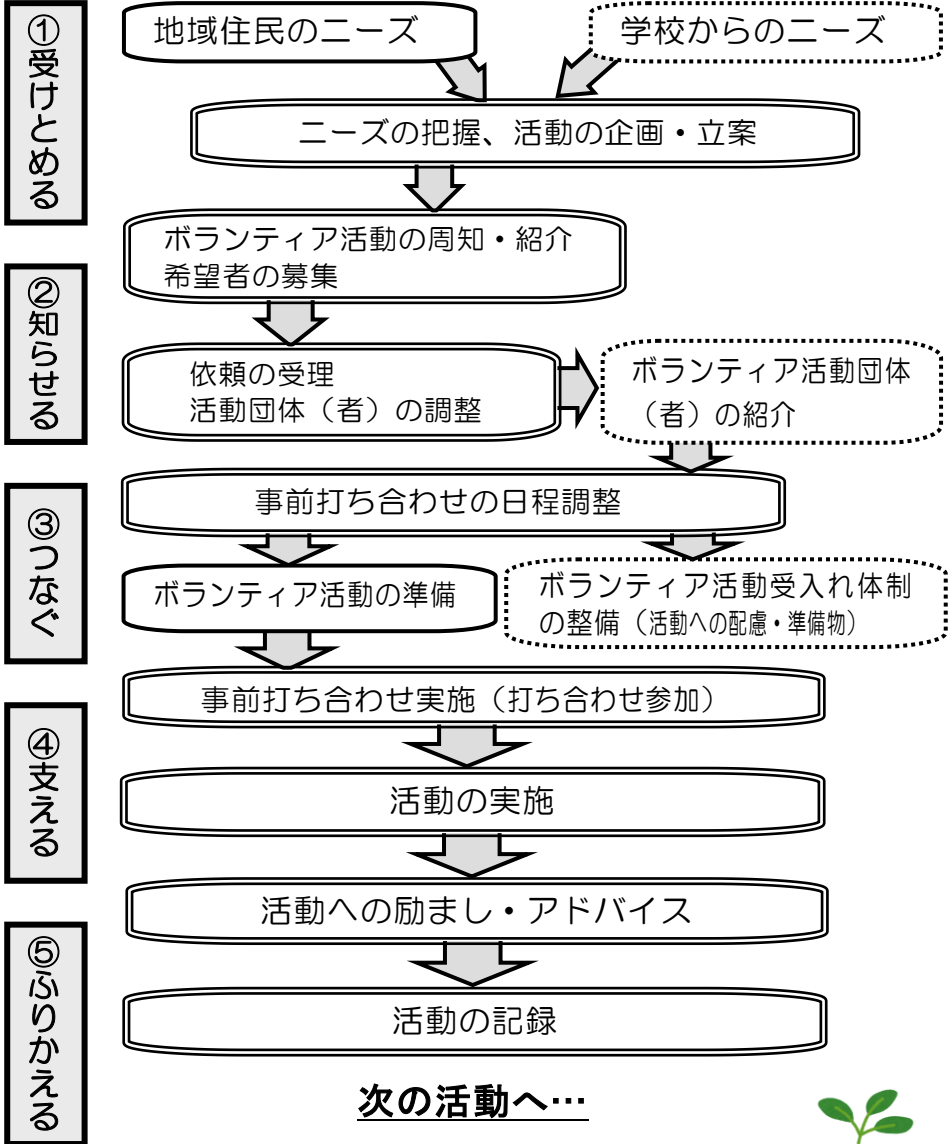 ①受けとめる
地域住民のニーズ
学校からのニーズ
ニーズの把握、活動の企画・立案
ボランティア活動の周知・紹介
希望者の募集
②知らせる
依頼の受理
活動団体（者）の調整
ボランティア活動団体
（者）の紹介
③つなぐ
事前打ち合わせの日程調整
ボランティア活動の準備
ボランティア活動受入れ体制
の整備（活動への配慮・準備物）
事前打ち合わせ実施（打ち合わせ参加）
④支える
活動の実施
活動への励まし・アドバイス
⑤ふりかえる
活動の記録
次の活動へ…